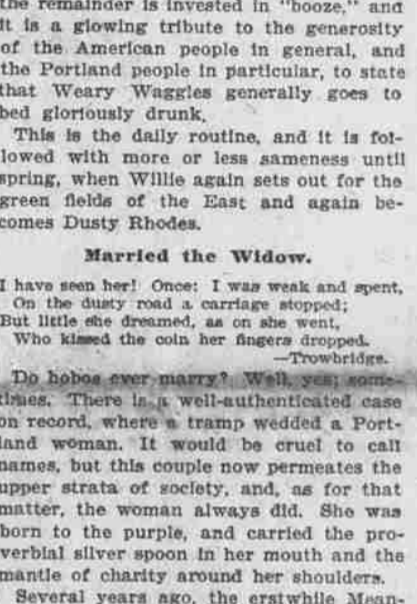 the remainder is invested in "booze," and
it is a glowing tribute to the generosity
of the American people in general, and
the Portland people in particular, to state
that Weary Waggles generally goes to
bed gloriously drunk.
This is the daily routine, and it is fol-
lowed with more or less sameness until
spring, when Willie again sets out for the
green fields of the East and again be-
comes Dusty Rhodes.
Married the Widow.
I have seen her! Once: I was weak and spent,
On the dusty road a carriage stopped;
But little she dreamed, as on she went,
Who kissed the coin her fingers dropped.
—Trowbridge.
Do hobos ever marry? Well, yes; some-
times. There is a well-authenticated case
on record, where a tramp wedded a Port-
land woman. It would be cruel to call
names, but this couple now permeates the
upper strata of society, and, as for that
matter, the woman always did. She was
born to the purple, and carried the pro-
verbial silver spoon in her mouth and the
mantle of charity around her shoulders.
Several years ago, the erstwhile Mean-